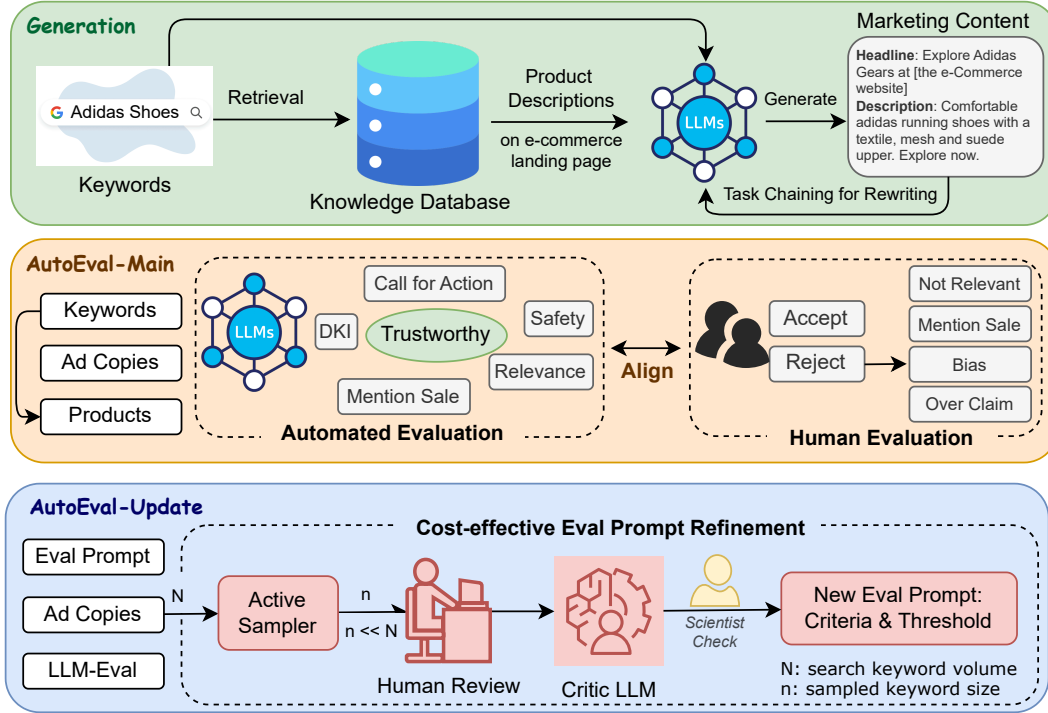 Generation
Marketing Content
Adidas Shoes
Keywords
Retrieval
Knowledge Database
Product
Descriptions
on e-commerce
landing page
LLMs
Generate
Headline: Explore Adidas
Gears at [the e-Commerce
website]
Description: Comfortable
adidas running shoes with a
textile, mesh and suede
upper. Explore now.
Task Chaining for Rewriting
AutoEval-Main
Keywords
Ad Copies
Products
LLMs
Call for Action
DKI
Trustworthy
Safety
Relevance
Mention Sale
Automated Evaluation
Align
Accept
Reject
Not Relevant
Mention Sale
Bias
Over Claim
Human Evaluation
AutoEval-Update
Cost-effective Eval Prompt Refinement
Eval Prompt
Ad Copies
LLM-Eval
N
Active
Sampler
n
n << N
Human Review
Critic LLM
Scientist
Check
New Eval Prompt:
Criteria & Threshold
N: search keyword volume
n: sampled keyword size